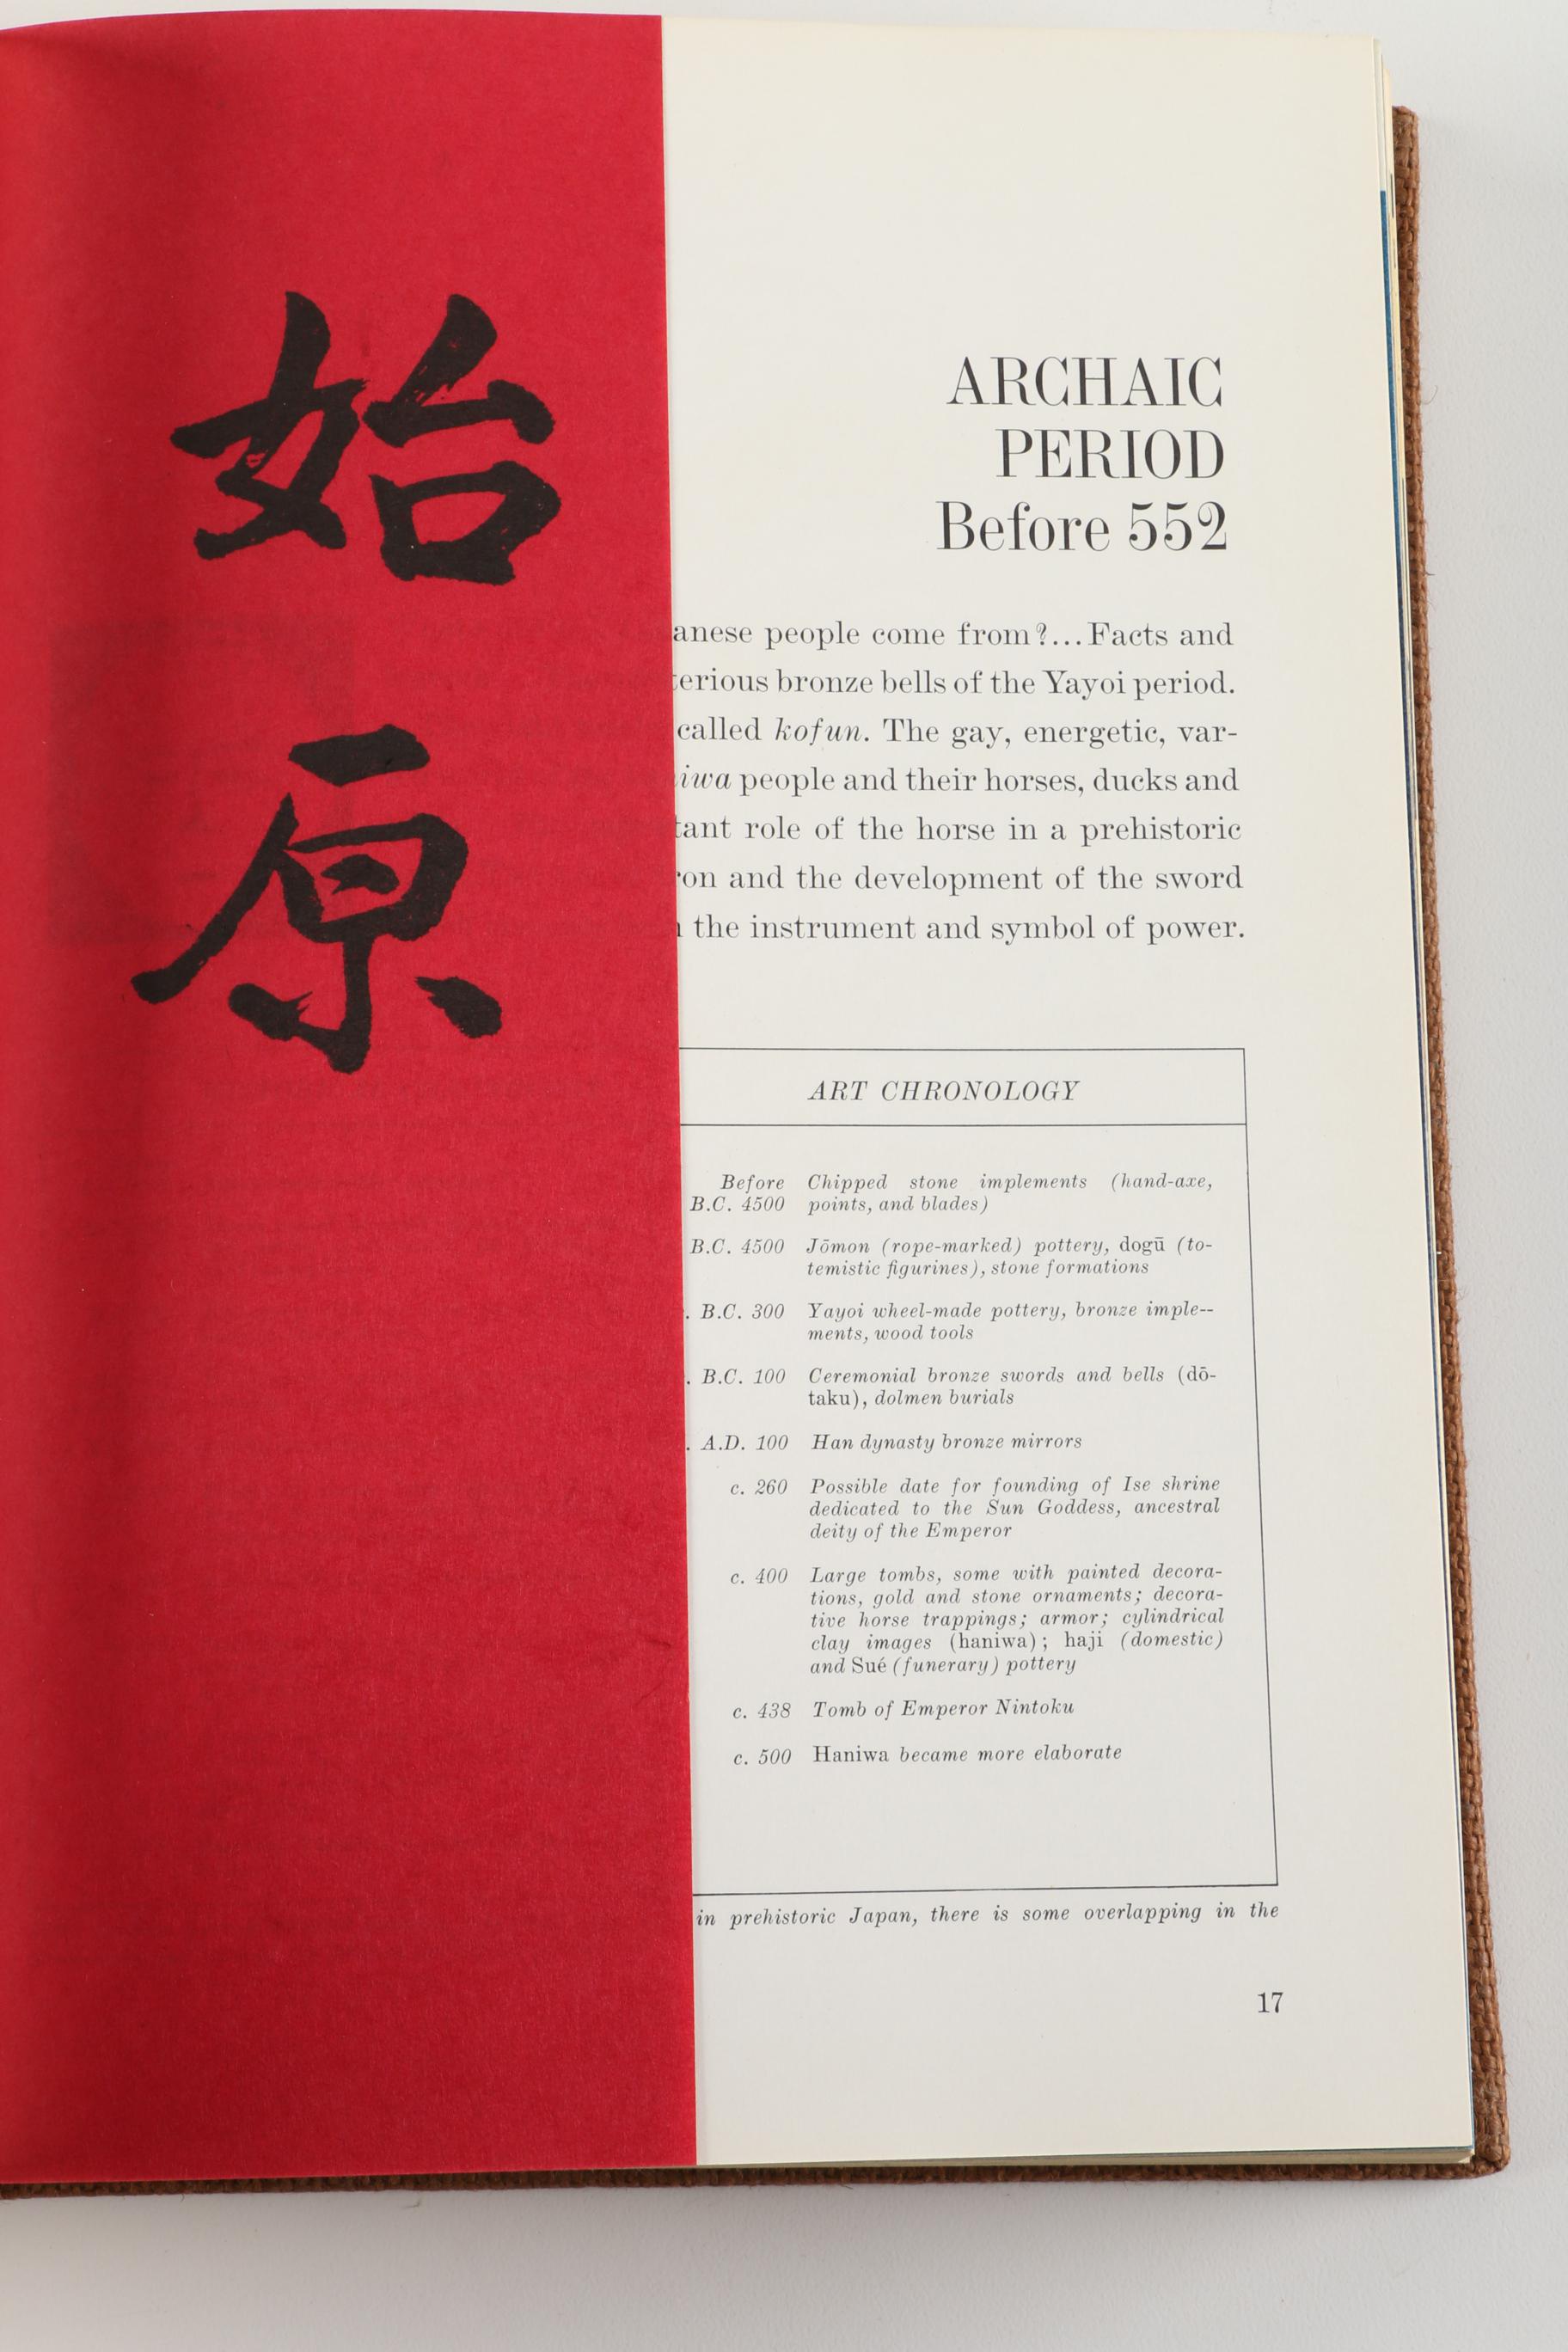 始
原
ARCHAIC
PERIOD
Before 552
anese people come from?...Facts and
erious bronze bells of the Yayoi period.
called kofun. The gay, energetic, var-
iwa people and their horses, ducks and
tant role of the horse in a prehistoric
on and the development of the sword
the instrument and symbol of power.
ART CHRONOLOGY
Before Chipped stone implements (hand-axe,
B.C. 4500 points, and blades)
B.C. 4500 Jōmon (rope-marked) pottery, dogū (to-
temistic figurines), stone formations
. B.C. 300 Yayoi wheel-made pottery, bronze imple--
ments, wood tools
. B.C. 100 Ceremonial bronze swords and bells (dō-
taku), dolmen burials
. A.D. 100 Han dynasty bronze mirrors
c. 260 Possible date for founding of Ise shrine
dedicated to the Sun Goddess, ancestral
deity of the Emperor
c. 400 Large tombs, some with painted decora-
tions, gold and stone ornaments; decora-
tive horse trappings; armor; cylindrical
clay images (haniwa); haji (domestic)
and Sué (funerary) pottery
c. 438 Tomb of Emperor Nintoku
c. 500 Haniwa became more elaborate
in prehistoric Japan, there is some overlapping in the
17